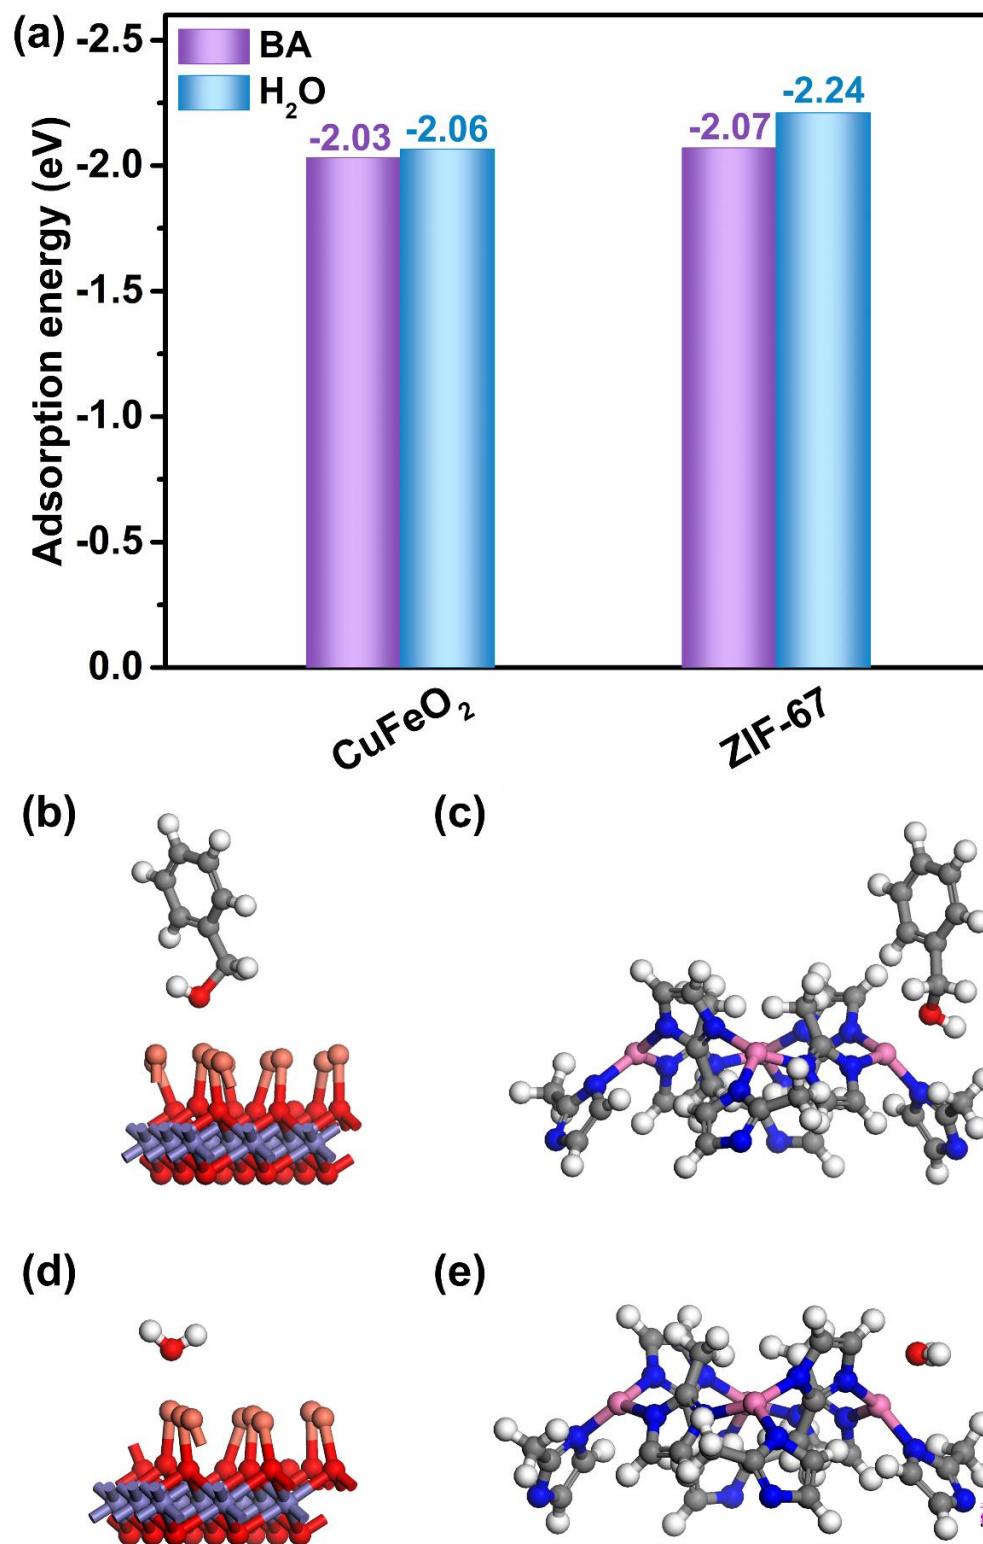 (a)
BA
H₂O
-2.5
-2.0
-1.5
-1.0
-0.5
0.0
Adsorption energy (eV)
-2.03
-2.06
-2.07
-2.24
CuFeO₂
ZIF-67
(b)
(c)
(d)
(e)